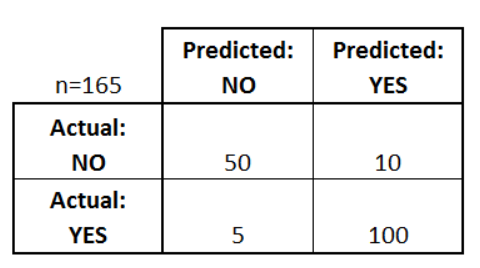 Predicted: Predicted:
n=165 NO YES
Actual:
NO 50 10
Actual:
YES 5 100